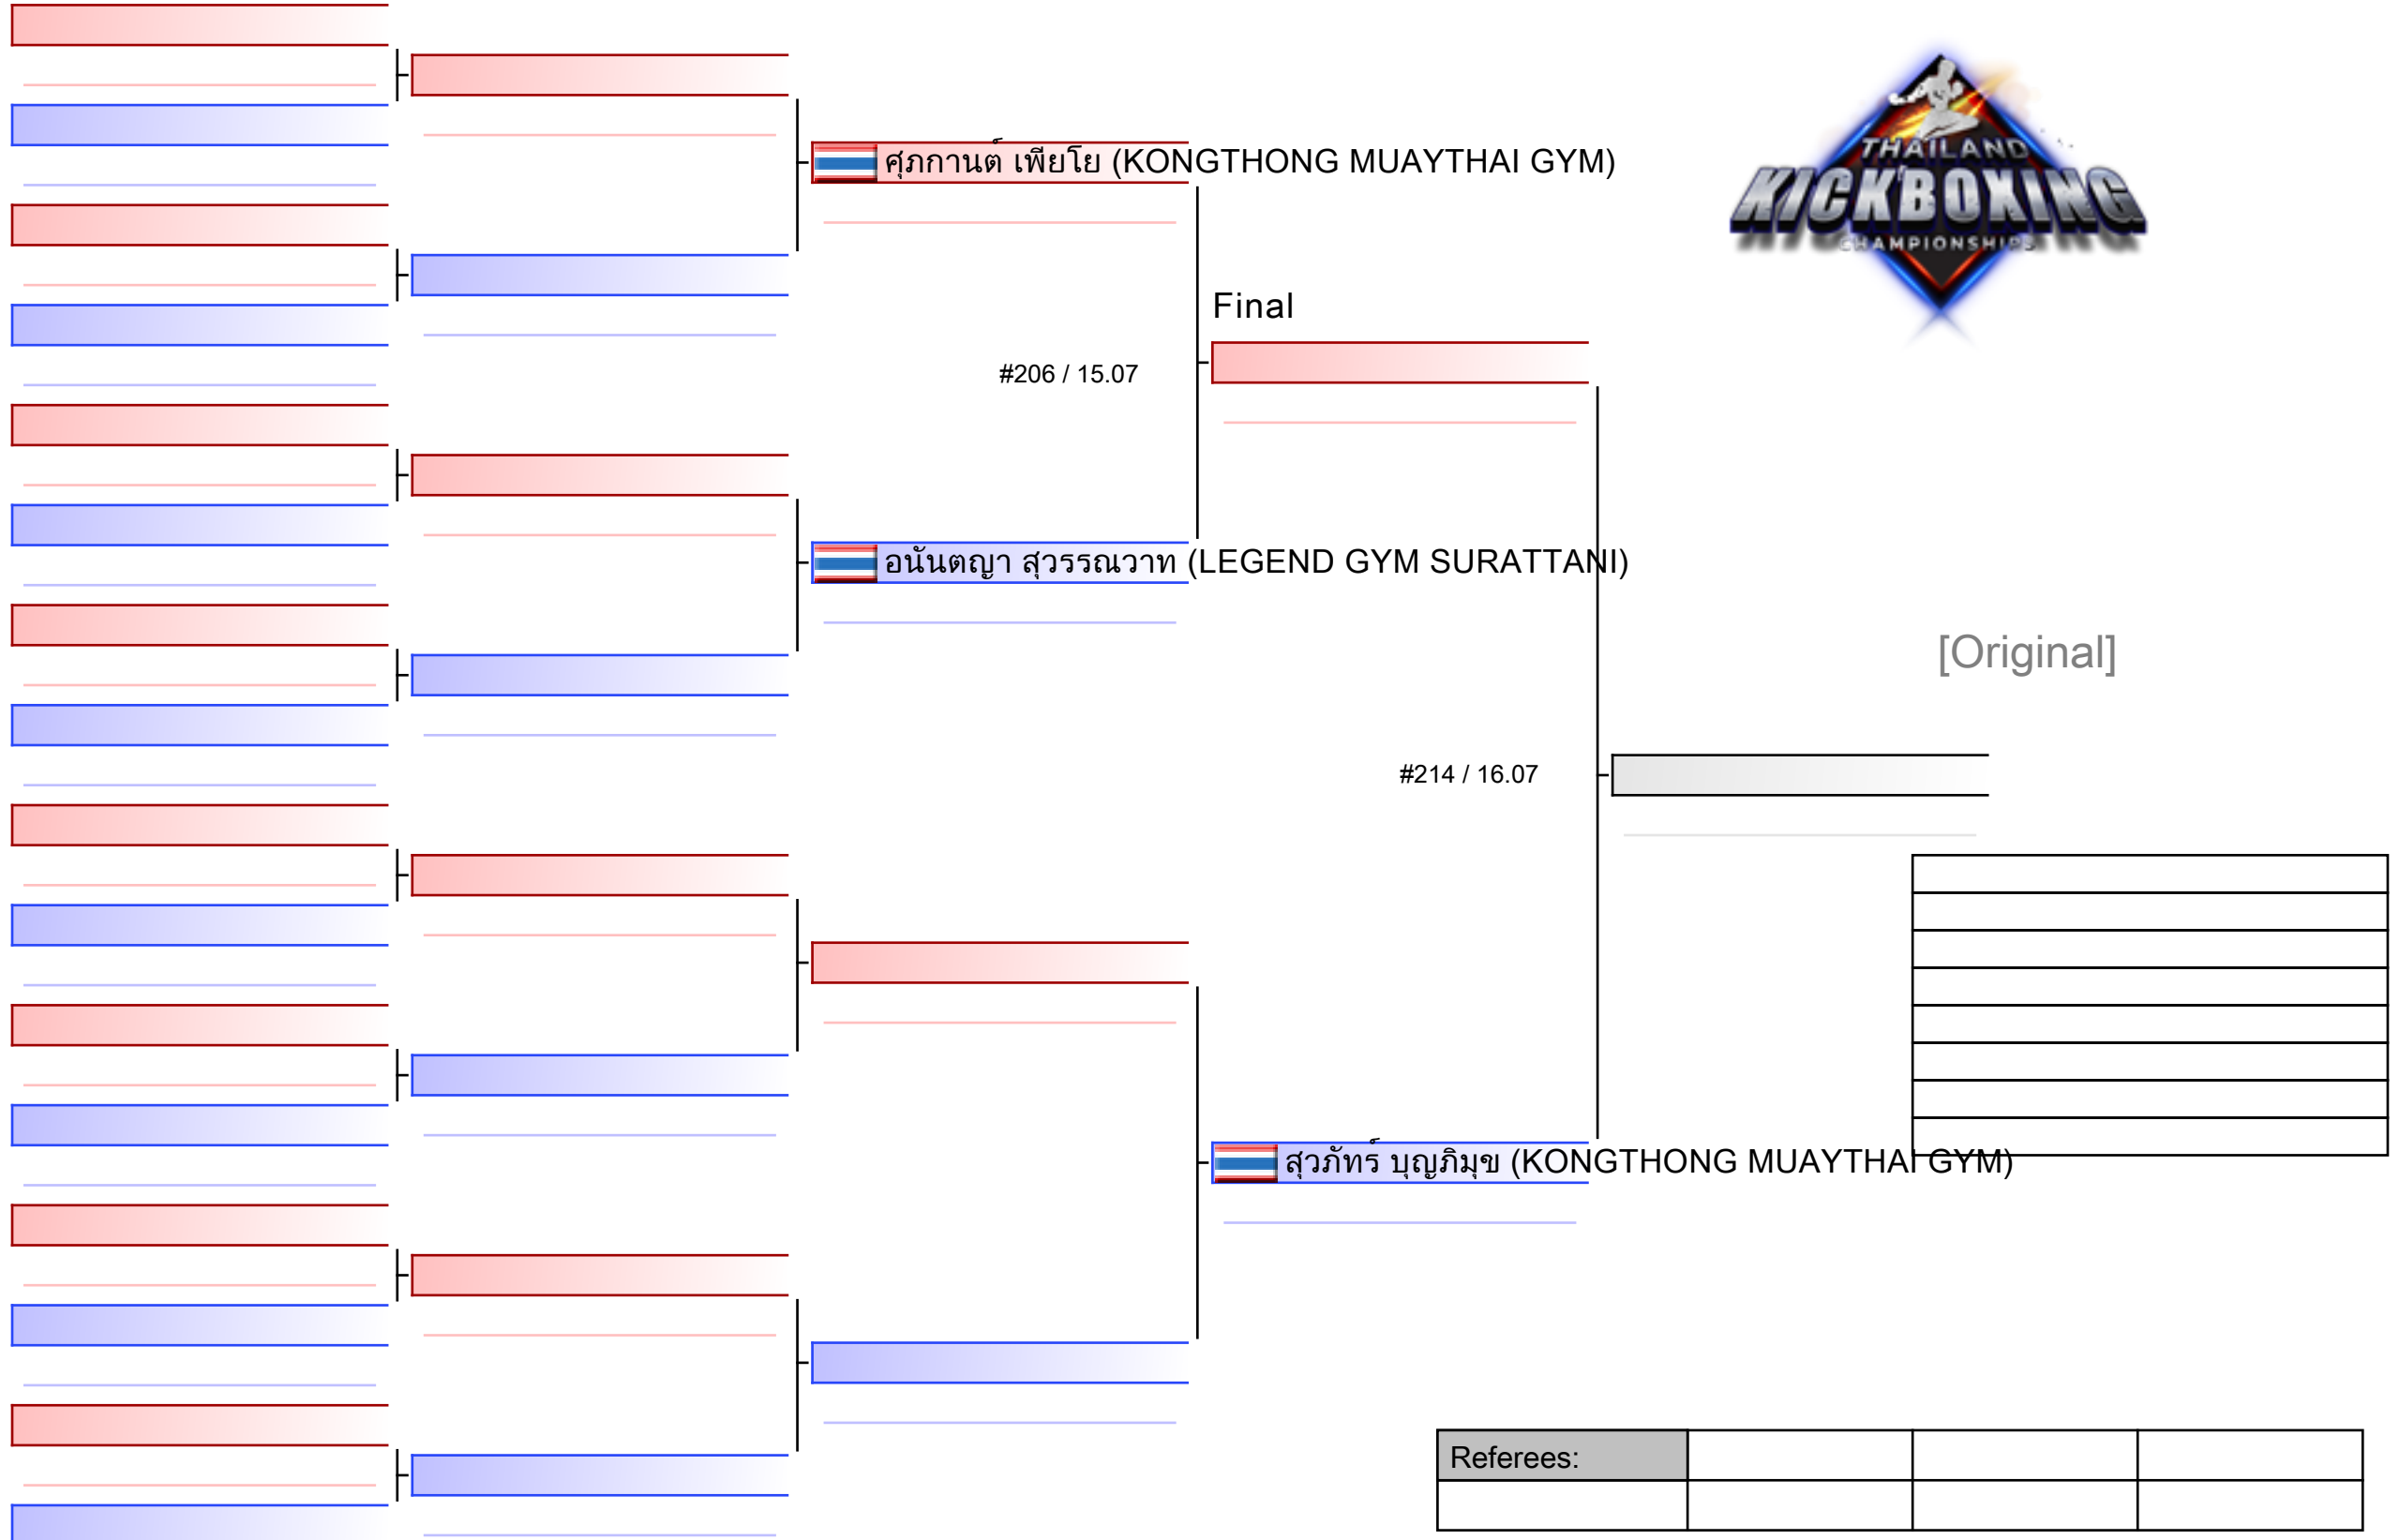 ศุภกานต์ เพียโย (KONGTHONG MUAYTHAI GYM)
THAILAND
KICKBOXING
CHAMPIONSHIPS
Final
#206 / 15.07
อนันตญา สุวรรณวาท (LEGEND GYM SURATTANI)
[Original]
#214 / 16.07
สุวภัทร์ บุญภิมุข (KONGTHONG MUAYTHAI GYM)
Referees: